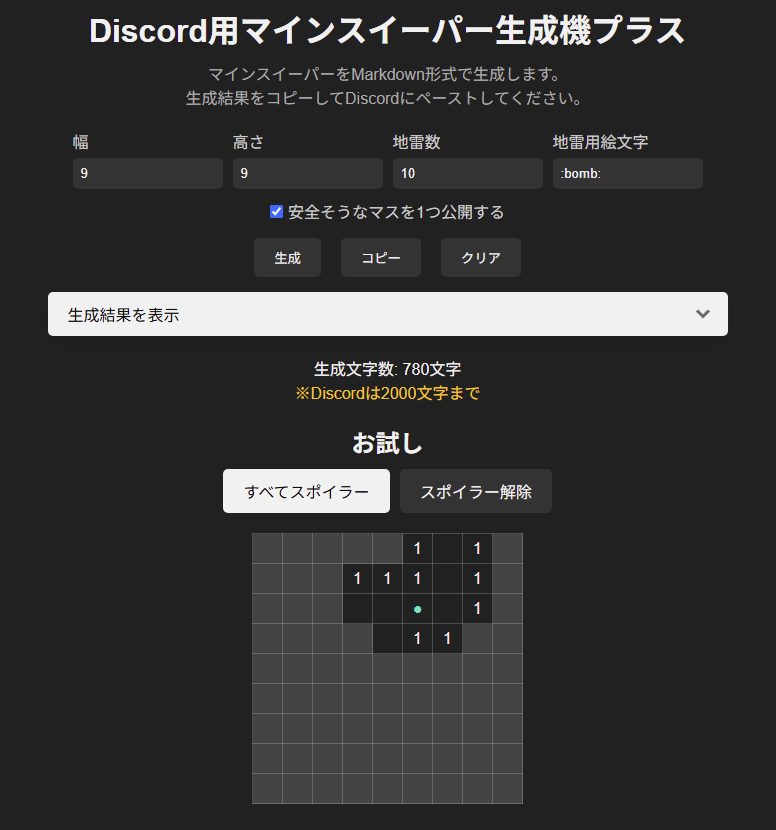 Discord用マインスイーパー生成機プラス
マインスイーパーをMarkdown形式で生成します。
生成結果をコピーしてDiscordにペーストしてください。
幅 高さ 地雷数 地雷用絵文字
9 9 10 :bomb:
安全そうなマスを1つ公開する
生成 コピー クリア
生成結果を表示
生成文字数: 780文字
※Discordは2000文字まで
お試し
すべてスポイラー スポイラー解除
1 1
1 1 1 1
1
1 1